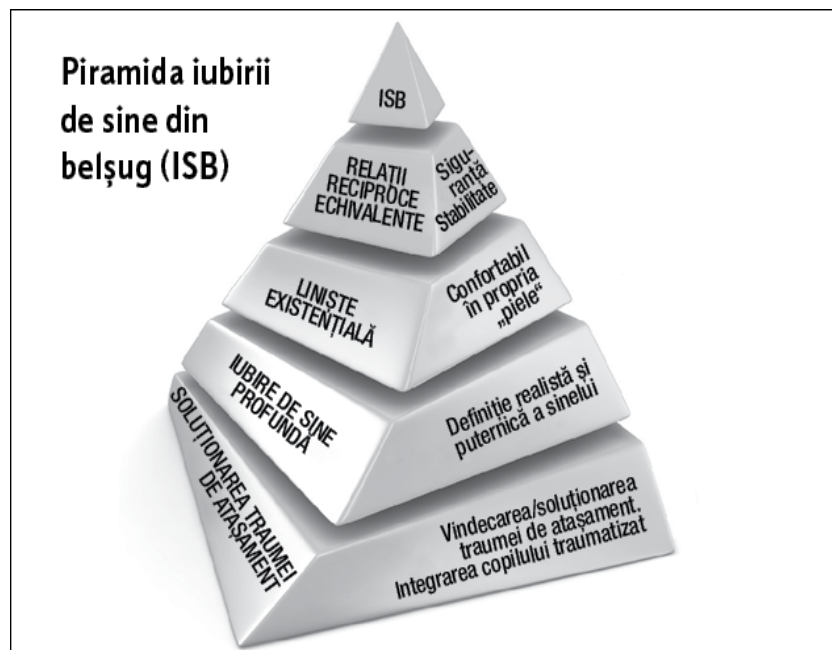 Piramida iubirii
de sine din
belșug (ISB)
ISB
RELAȚII
RECIPROCE
ECHIVALENTE
Sigu-
ranță
Stabilitate
LINIȘTE
EXISTENȚIALĂ
Confortabil
în propria
„piele“
IUBIRE DE SINE
PROFUNDĂ
Definiție realistă și
puternică a sinelui
SOLUȚIONAREA TRAUMEI
DE ATAȘAMENT
Vindecarea/soluționarea
traumei de atașament.
Integrarea copilului traumatizat